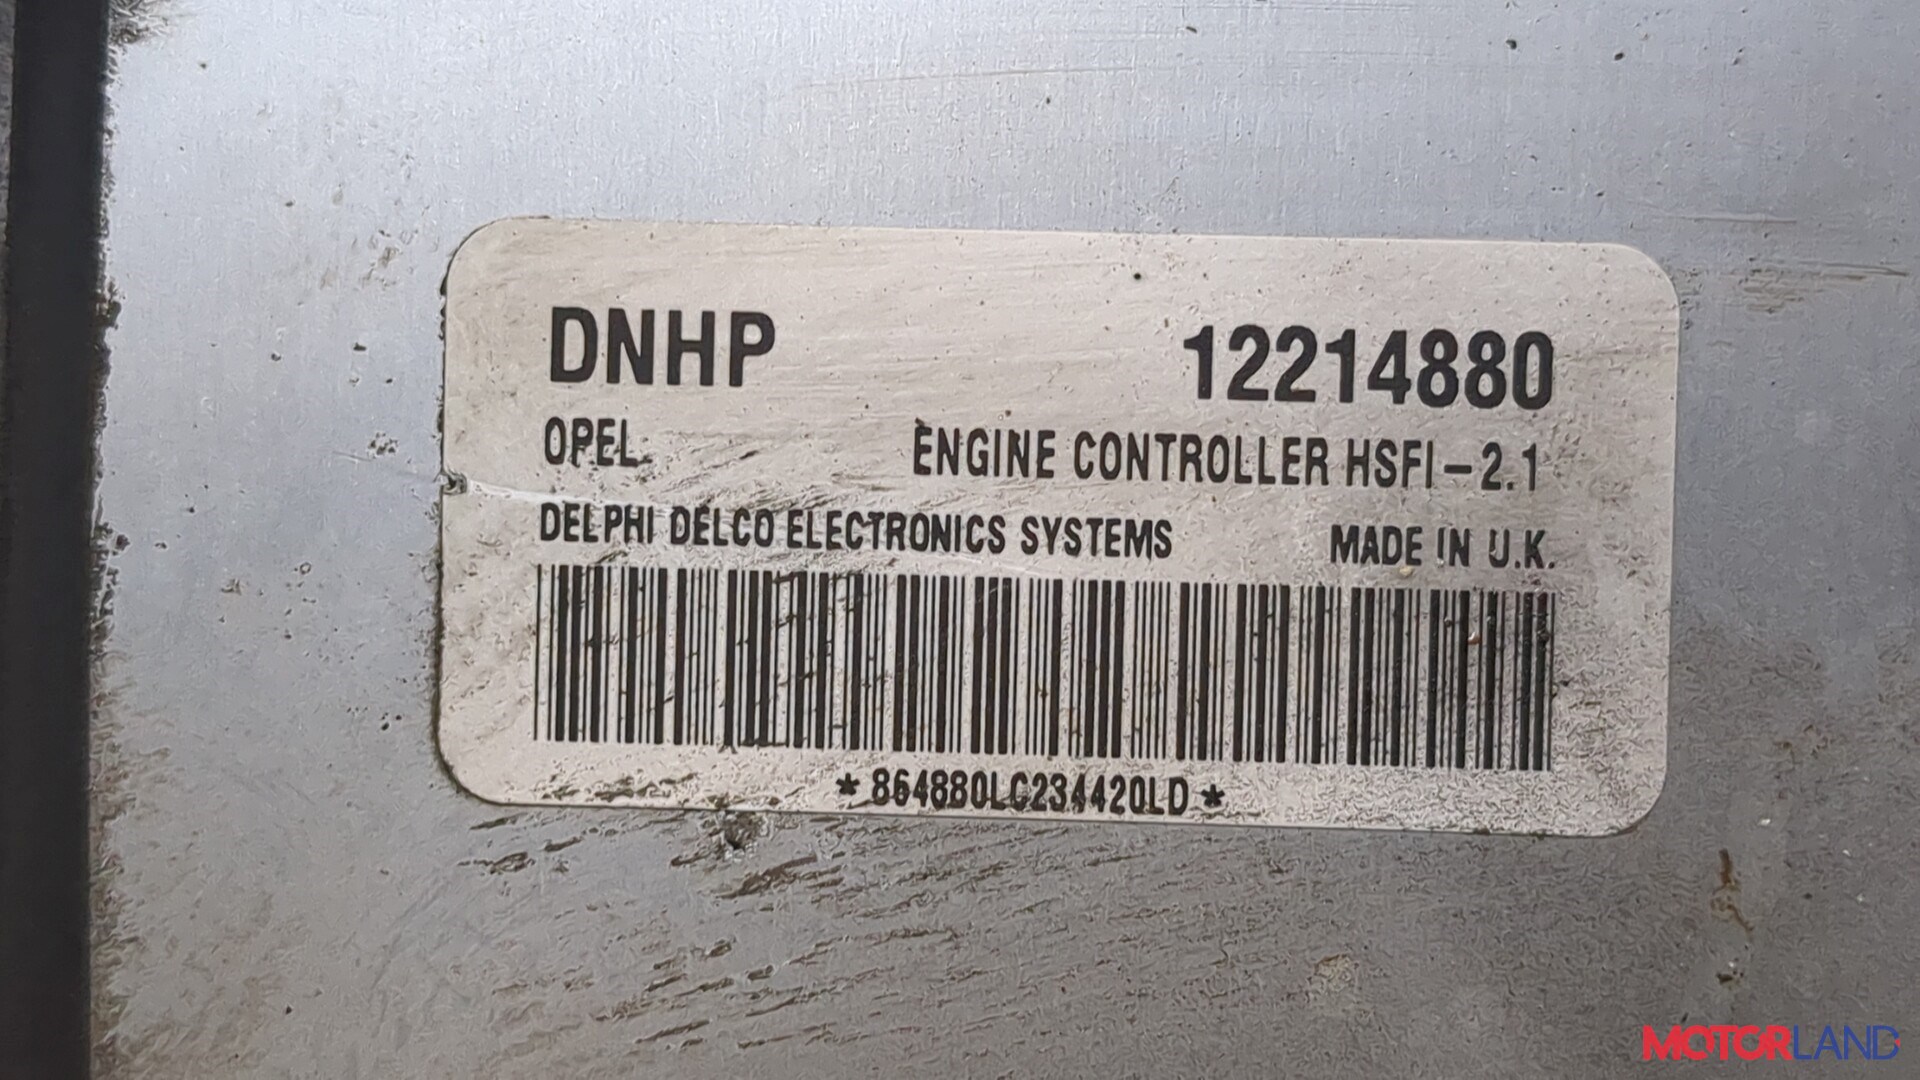 DNHP 12214880
OPEL ENGINE CONTROLLER HSFI-2.1
DELPHI DELCO ELECTRONICS SYSTEMS MADE IN U.K.
*864880LC234420LD*
MOTORLAND